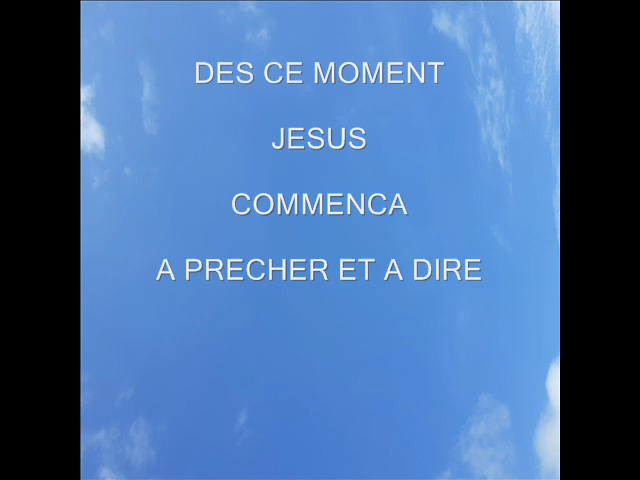 DES CE MOMENT
JESUS
COMMENCA
A PRECHER ET A DIRE